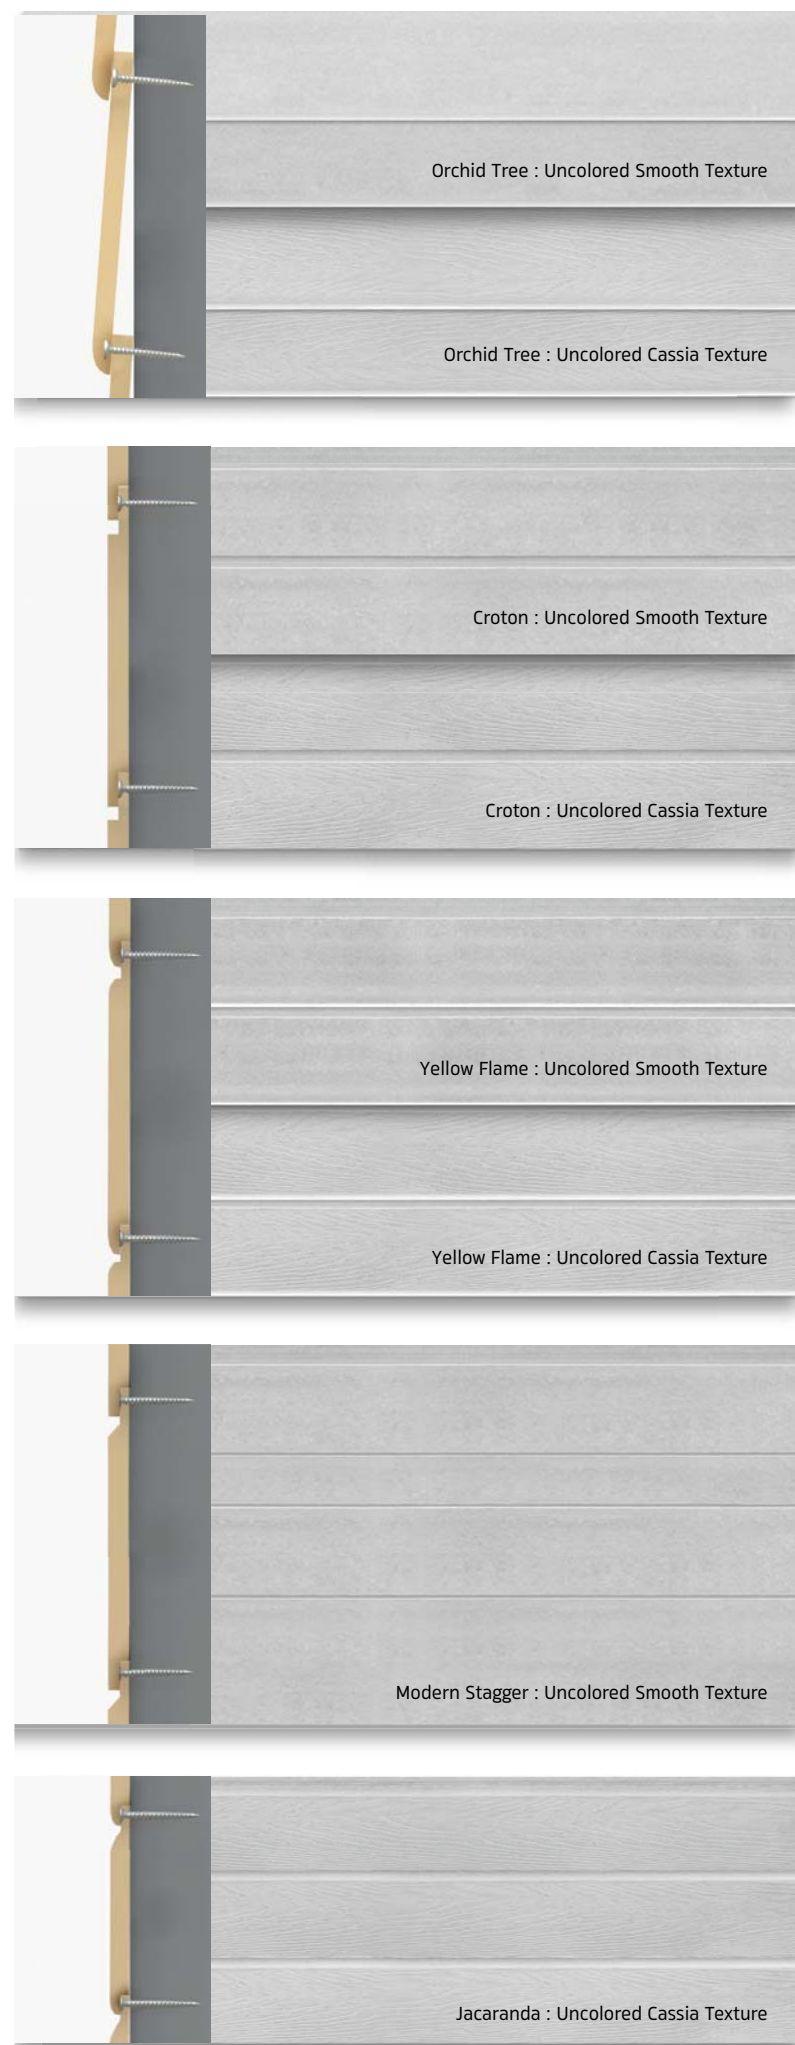 Orchid Tree : Uncolored Smooth Texture
Orchid Tree : Uncolored Cassia Texture
Croton : Uncolored Smooth Texture
Croton : Uncolored Cassia Texture
Yellow Flame : Uncolored Smooth Texture
Yellow Flame : Uncolored Cassia Texture
Modern Stagger : Uncolored Smooth Texture
Jacaranda : Uncolored Cassia Texture